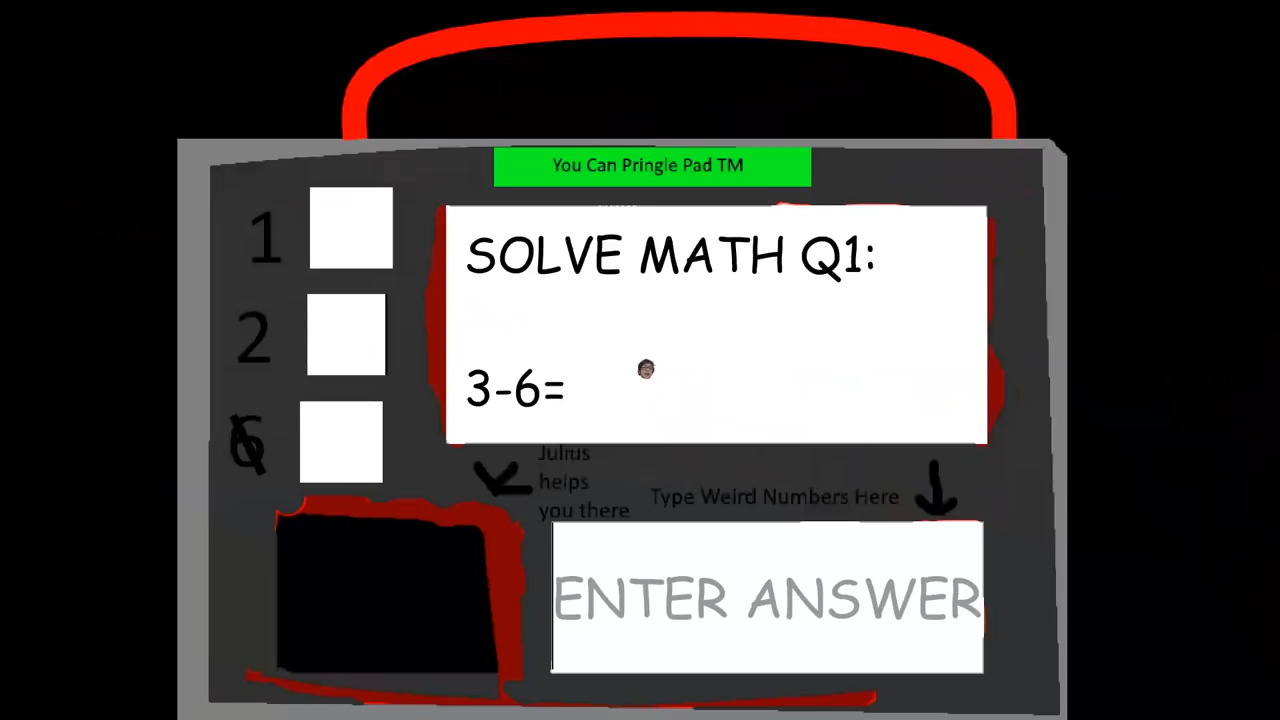 You Can Pringle Pad TM
1
SOLVE MATH Q1:
2
3-6=
Julius
helps
you there
Type Weird Numbers Here
ENTER ANSWER